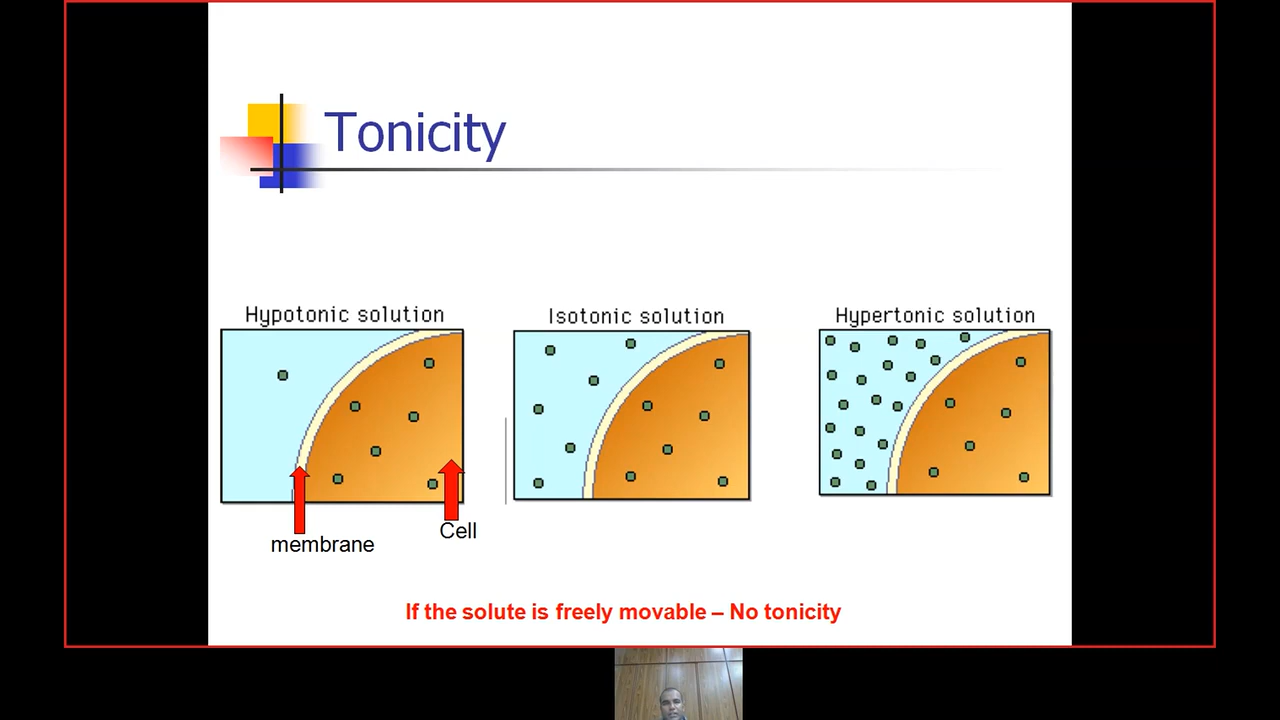 Tonicity
Hypotonic solution
Isotonic solution
Hypertonic solution
membrane
Cell
If the solute is freely movable – No tonicity